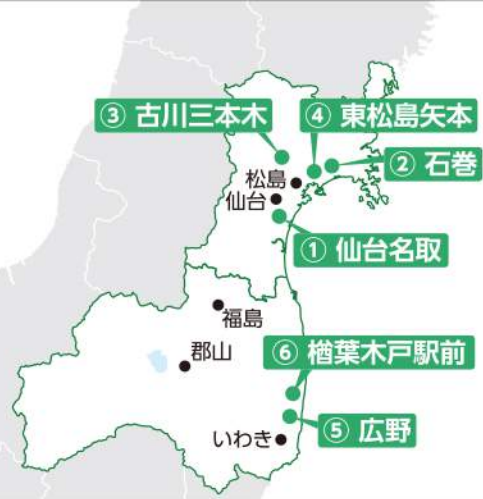 ③ 古川三本木
④ 東松島矢本
② 石巻
松島
仙台
① 仙台名取
福島
郡山
⑥ 楢葉木戸駅前
⑤ 広野
いわき